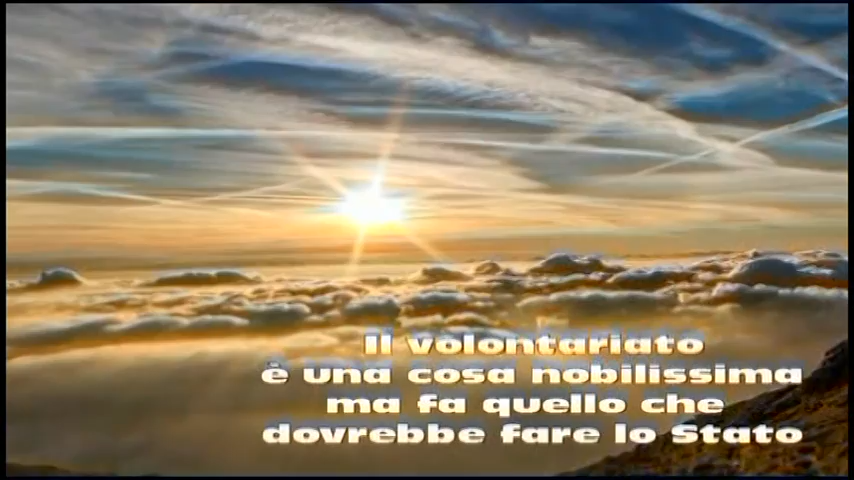 Il volontariato
è una cosa nobilissima
ma fa quello che
dovrebbe fare lo Stato